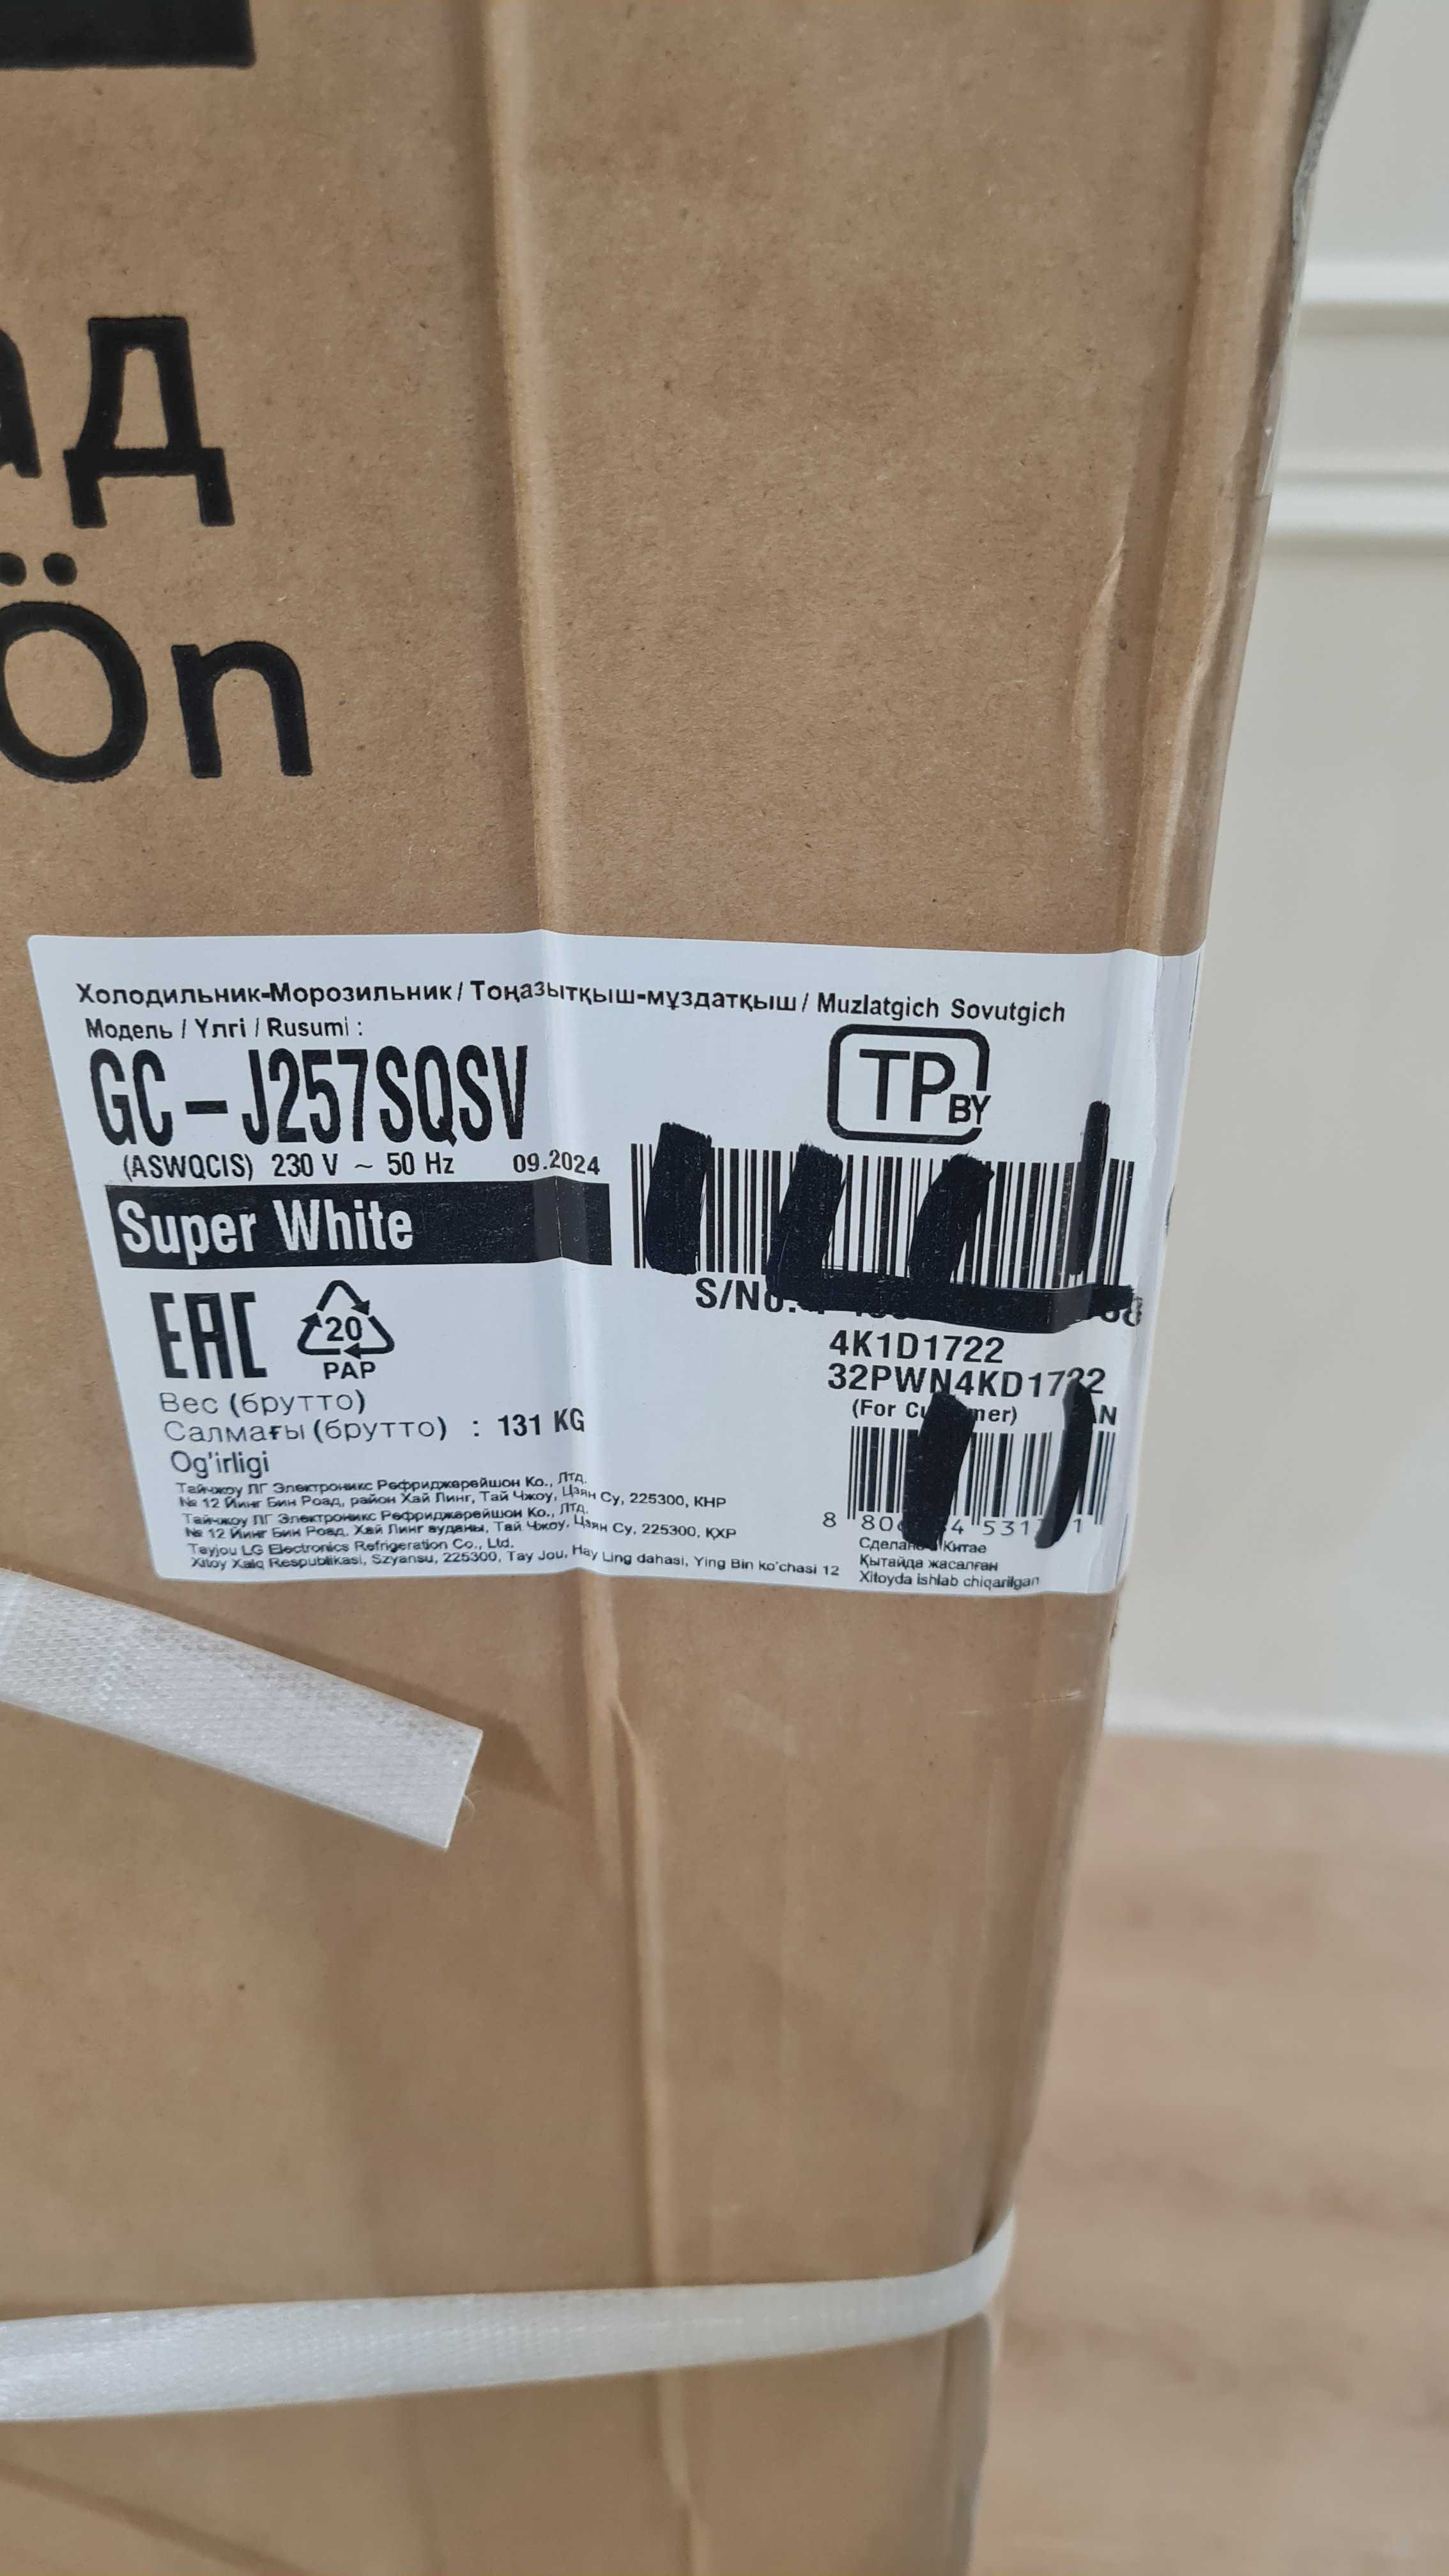 ад
Ön
Холодильник-Морозильник / Тоңазытқыш-мұздатқыш / Muzlatgich Sovutgich
Модель / Үлгі / Rusumi :
GC-J257SQSV
TP BY
(ASWQCIS) 230 V ~ 50 Hz 09.2024
Super White
S/No.:
4K1D1722
32PWN4KD1722
EAC
20
PAP
(For
Вес (брутто)
Салмағы (брутто) : 131 KG
Og'irligi
Тайчжоу ЛГ Электроникс Рефриджерейшон Ко., Лтд.
№ 12 Йинг Бин Роад, район Хай Линг, Тай Чжоу, Цзян Су, 225300, КНР
Тайчжоу ЛГ Электроникс Рефриджерейшон Ко., Лтд.
№ 12 Йинг Бин Роад, Хай Линг ауданы, Тай Чжоу, Цзян Су, 225300, ҚХР
Tayjou LG Electronics Refrigeration Co., Ltd.
Xitoy Xalq Respublikasi, Szyansu, 225300, Tay Jou, Hay Ling dahasi, Ying Bin ko'chasi 12
Сделано в Китае
Қытайда жасалған
Xitoyda ishlab chiqarilgan